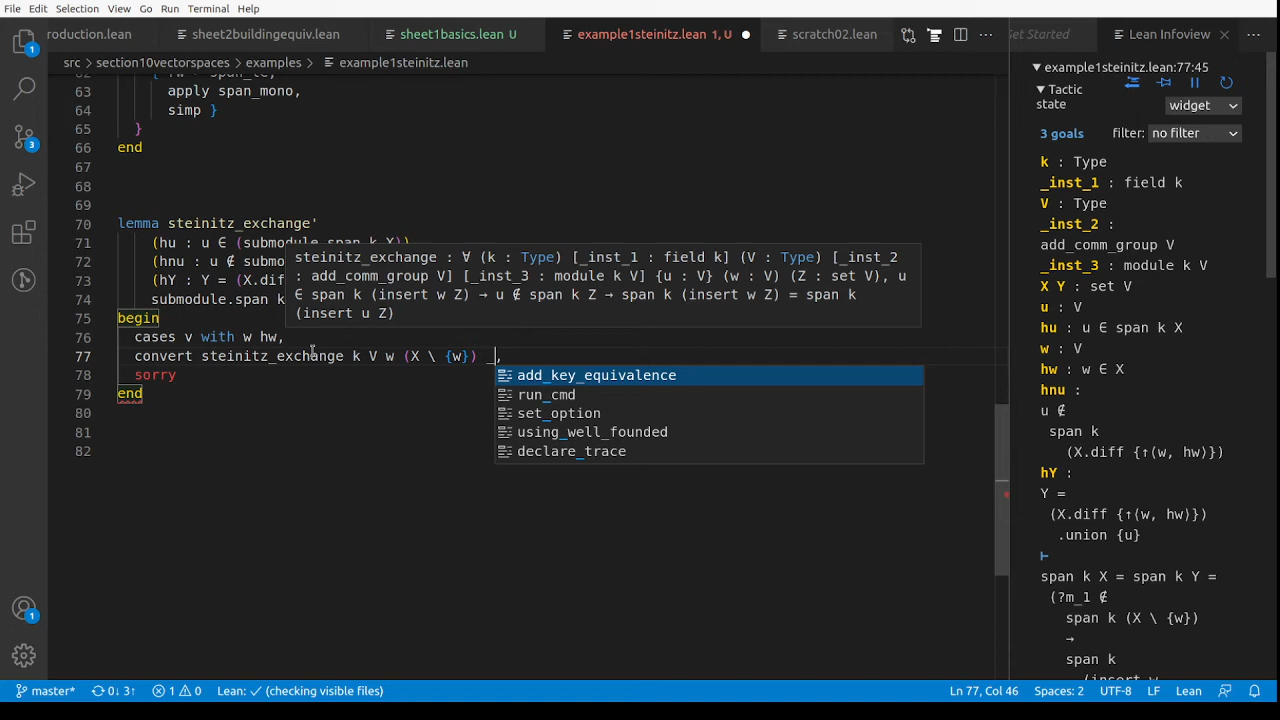 File Edit Selection View Go Run Terminal Help
roduction.lean
sheet2buildingequiv.lean
sheet1basics.lean U
example1steinitz.lean 1, U
scratch02.lean
Get Started
Lean Infoview
src > section10vectorspaces > examples > example1steinitz.lean
63 apply span_mono,
64 simp }
65 }
66 end
67
68
69
70 lemma steinitz_exchange'
71 (hu : u ∈ (submodule.span k X))
72 (hnu : u ∉ submo
73 (hY : Y = (X.dif
74 submodule.span k
75 begin
76 cases v with w hw,
77 convert steinitz_exchange k V w (X \ {w}) _,
78 sorry
79 end
80
81
82
steinitz_exchange : ∀ (k : Type) [_inst_1 : field k] (V : Type) [_inst_2
: add_comm_group V] [_inst_3 : module k V] {u : V} (w : V) (Z : set V), u
∈ span k (insert w Z) → u ∉ span k Z → span k (insert w Z) = span k
(insert u Z)
add_key_equivalence
run_cmd
set_option
using_well_founded
declare_trace
example1steinitz.lean:77:45
Tactic
state
widget
3 goals filter: no filter
k : Type
_inst_1 : field k
V : Type
_inst_2 :
add_comm_group V
_inst_3 : module k V
X Y : set V
u : V
hu : u ∈ span k X
w : V
hw : w ∈ X
hnu :
u ∉
span k
(X.diff {↑⟨w, hw⟩})
hY :
Y =
(X.diff {↑⟨w, hw⟩})
.union {u}
⊢
span k X = span k Y =
(?m_1 ∉
span k (X \ {w})
→
span k
1
3
1
master* 0↓ 3↑ 1 0 Lean: ✓ (checking visible files)
Ln 77, Col 46 Spaces: 2 UTF-8 LF Lean